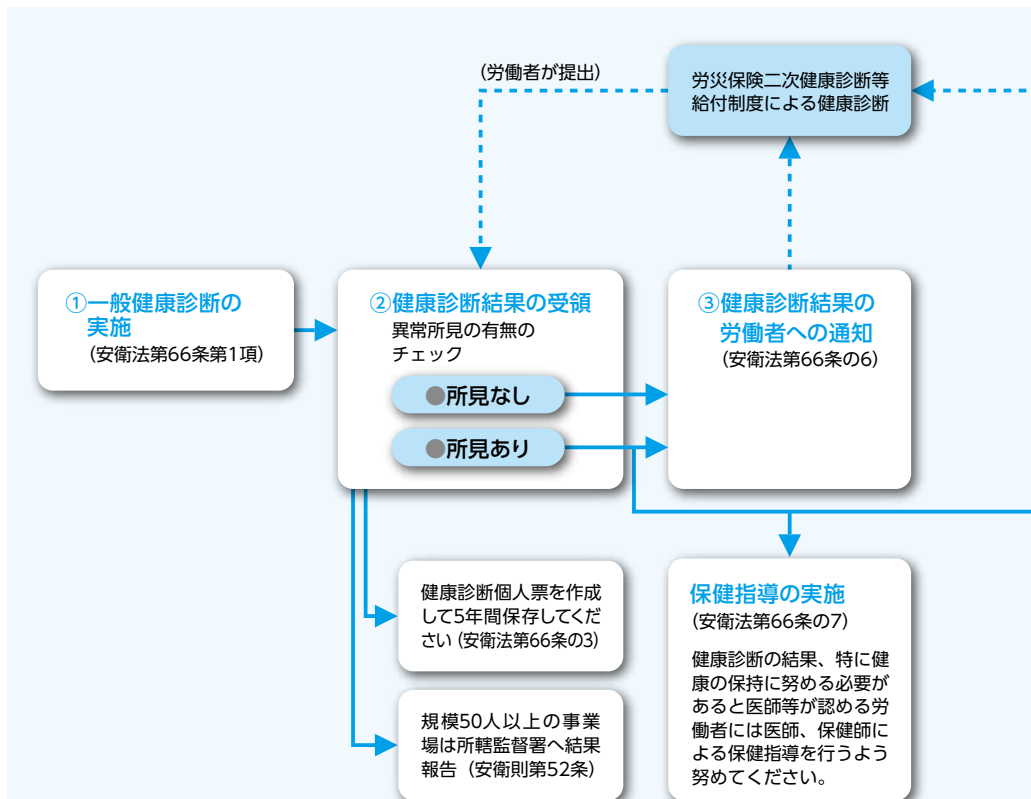 (労働者が提出)
労災保険二次健康診断等
給付制度による健康診断
①一般健康診断の
実施
(安衛法第66条第1項)
②健康診断結果の受領
異常所見の有無の
チェック
●所見なし
●所見あり
③健康診断結果の
労働者への通知
(安衛法第66条の6)
健康診断個人票を作成
して5年間保存してくだ
さい(安衛法第66条の3)
規模50人以上の事業
場は所轄監督署へ結果
報告(安衛則第52条)
保健指導の実施
(安衛法第66条の7)
健康診断の結果、特に健
康の保持に努める必要が
あると医師等が認める労
働者には医師、保健師に
よる保健指導を行うよう
努めてください。